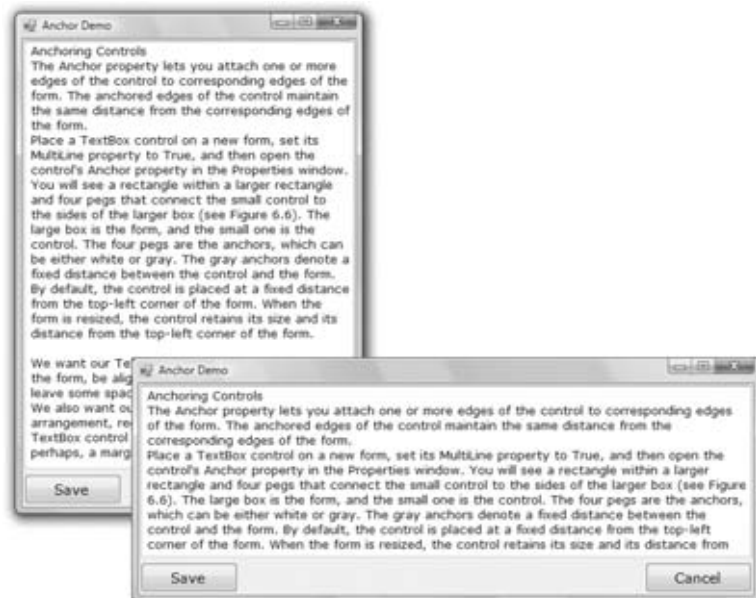 Anchor Demo
Anchoring Controls
The Anchor property lets you attach one or more
edges of the control to corresponding edges of the
form. The anchored edges of the control maintain
the same distance from the corresponding edges of
the form.
Place a TextBox control on a new form, set its
MultiLine property to True, and then open the
control's Anchor property in the Properties window.
You will see a rectangle within a larger rectangle
and four pegs that connect the small control to
the sides of the larger box (see Figure 6.6). The
large box is the form, and the small one is the
control. The four pegs are the anchors, which can
be either white or gray. The gray anchors denote a
fixed distance between the control and the form.
By default, the control is placed at a fixed distance
from the top-left corner of the form. When the
form is resized, the control retains its size and its
distance from the top-left corner of the form.
We want our
the form, be
leave some
We also want
arrangement,
TextBox control
perhaps, a
Save
Anchor Demo
Anchoring Controls
The Anchor property lets you attach one or more edges of the control to corresponding edges
of the form. The anchored edges of the control maintain the same distance from the
corresponding edges of the form.
Place a TextBox control on a new form, set its MultiLine property to True, and then open the
control's Anchor property in the Properties window. You will see a rectangle within a larger
rectangle and four pegs that connect the small control to the sides of the larger box (see Figure
6.6). The large box is the form, and the small one is the control. The four pegs are the anchors,
which can be either white or gray. The gray anchors denote a fixed distance between the
control and the form. By default, the control is placed at a fixed distance from the top-left
corner of the form. When the form is resized, the control retains its size and its distance from
Save
Cancel